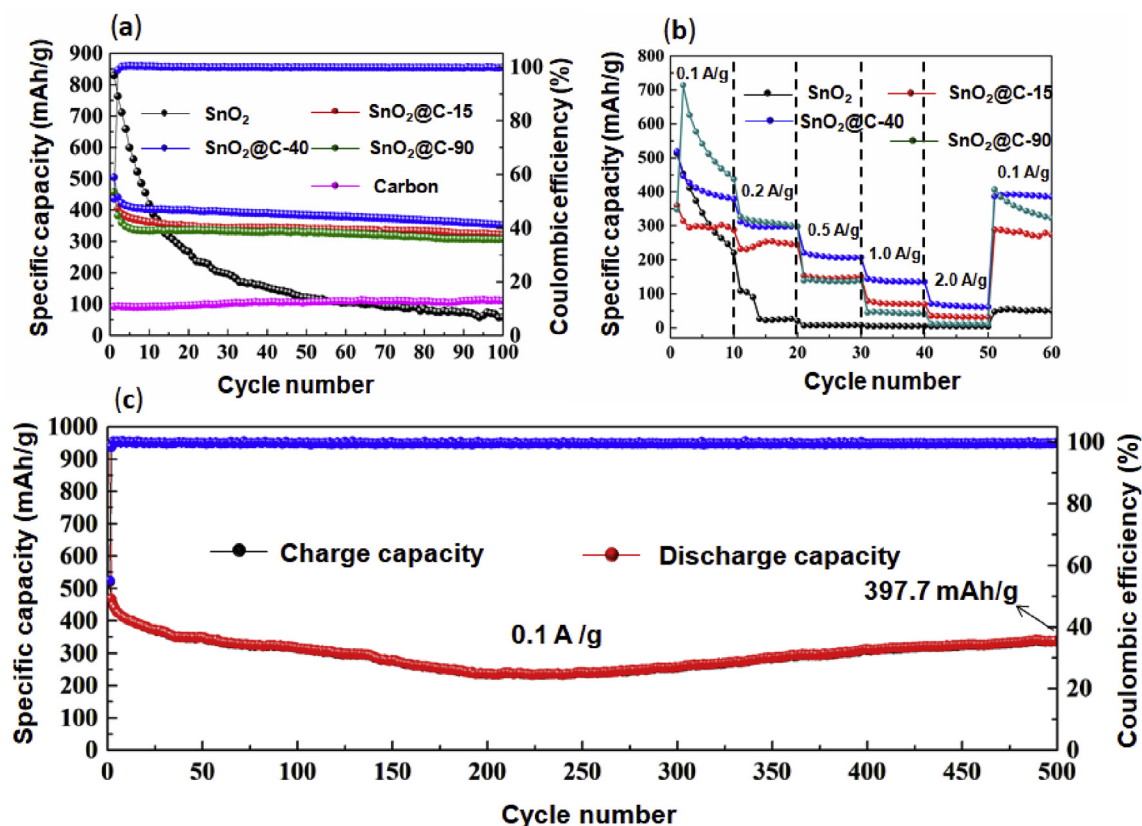 (a)
Specific capacity (mAh/g)
900
800
700
600
500
400
300
200
100
0
SnO2
SnO2@C-15
SnO2@C-40
SnO2@C-90
Carbon
100
80
60
40
20
0
Coulombic efficiency (%)
0 10 20 30 40 50 60 70 80 90 100
Cycle number
(b)
Specific capacity (mAh/g)
800
700
600
500
400
300
200
100
0
0.1 A/g
SnO2
SnO2@C-15
SnO2@C-40
SnO2@C-90
0.2 A/g
0.5 A/g
1.0 A/g
2.0 A/g
0.1 A/g
0 10 20 30 40 50 60
Cycle number
(c)
Specific capacity (mAh/g)
1000
900
800
700
600
500
400
300
200
100
0
Charge capacity
Discharge capacity
397.7 mAh/g
0.1 A /g
100
80
60
40
20
0
Coulombic efficiency (%)
0 50 100 150 200 250 300 350 400 450 500
Cycle number